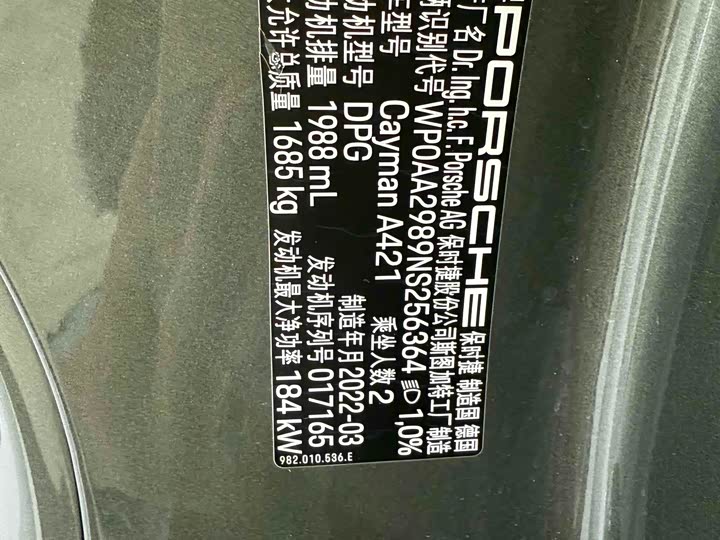 PORSCHE 保时捷 制造国 德国
厂名 Dr. Ing. h.c. F. Porsche AG 保时捷股份公司斯图加特工厂制造
识别代号 WP0AA2989NS256364 1,0%
型号 Cayman A421 乘坐人数 2
动机型号 DPG 制造年月 2022-03
动机排量 1988 mL 发动机序列号 017165
允许总质量 1685 kg 发动机最大净功率 184 kW
982.010.536.E